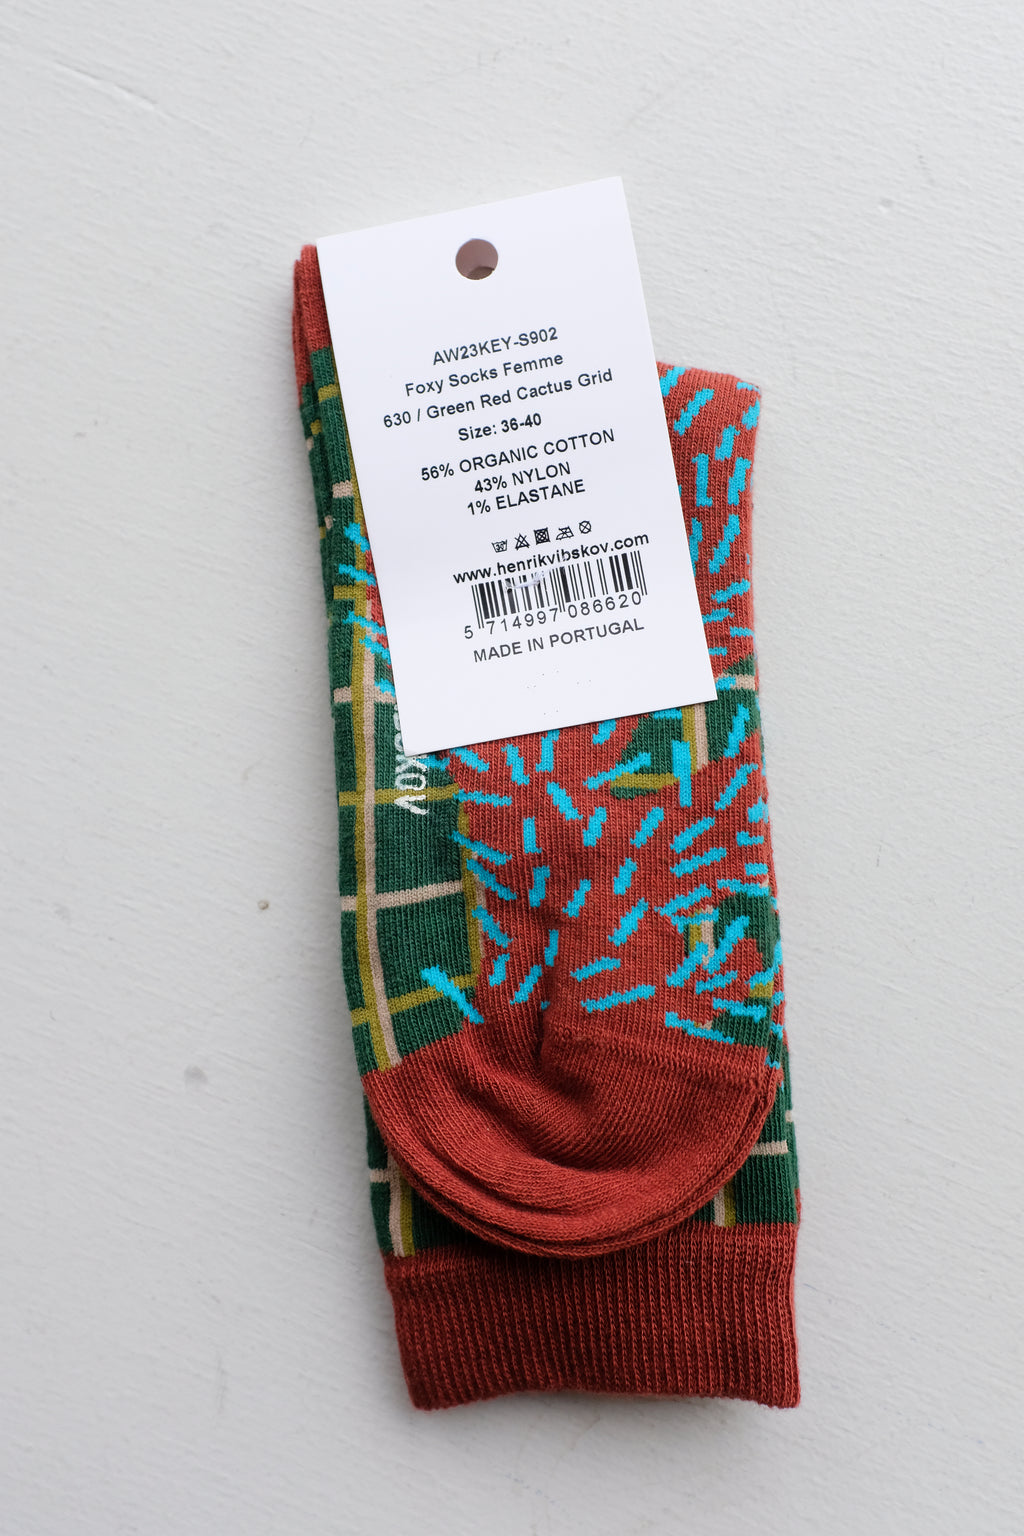 AW23KEY-S902
Foxy Socks Femme
630 / Green Red Cactus Grid
Size: 36-40
56% ORGANIC COTTON
43% NYLON
1% ELASTANE
www.henrikvibskov.com
5 714997 086620
MADE IN PORTUGAL